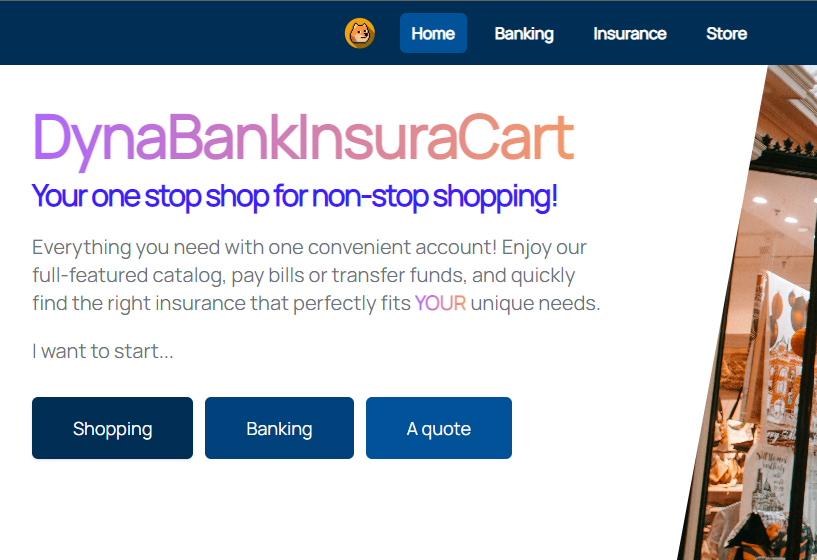 Home Banking Insurance Store
DynaBankInsuraCart
Your one stop shop for non-stop shopping!
Everything you need with one convenient account! Enjoy our
full-featured catalog, pay bills or transfer funds, and quickly
find the right insurance that perfectly fits YOUR unique needs.
I want to start...
Shopping Banking A quote